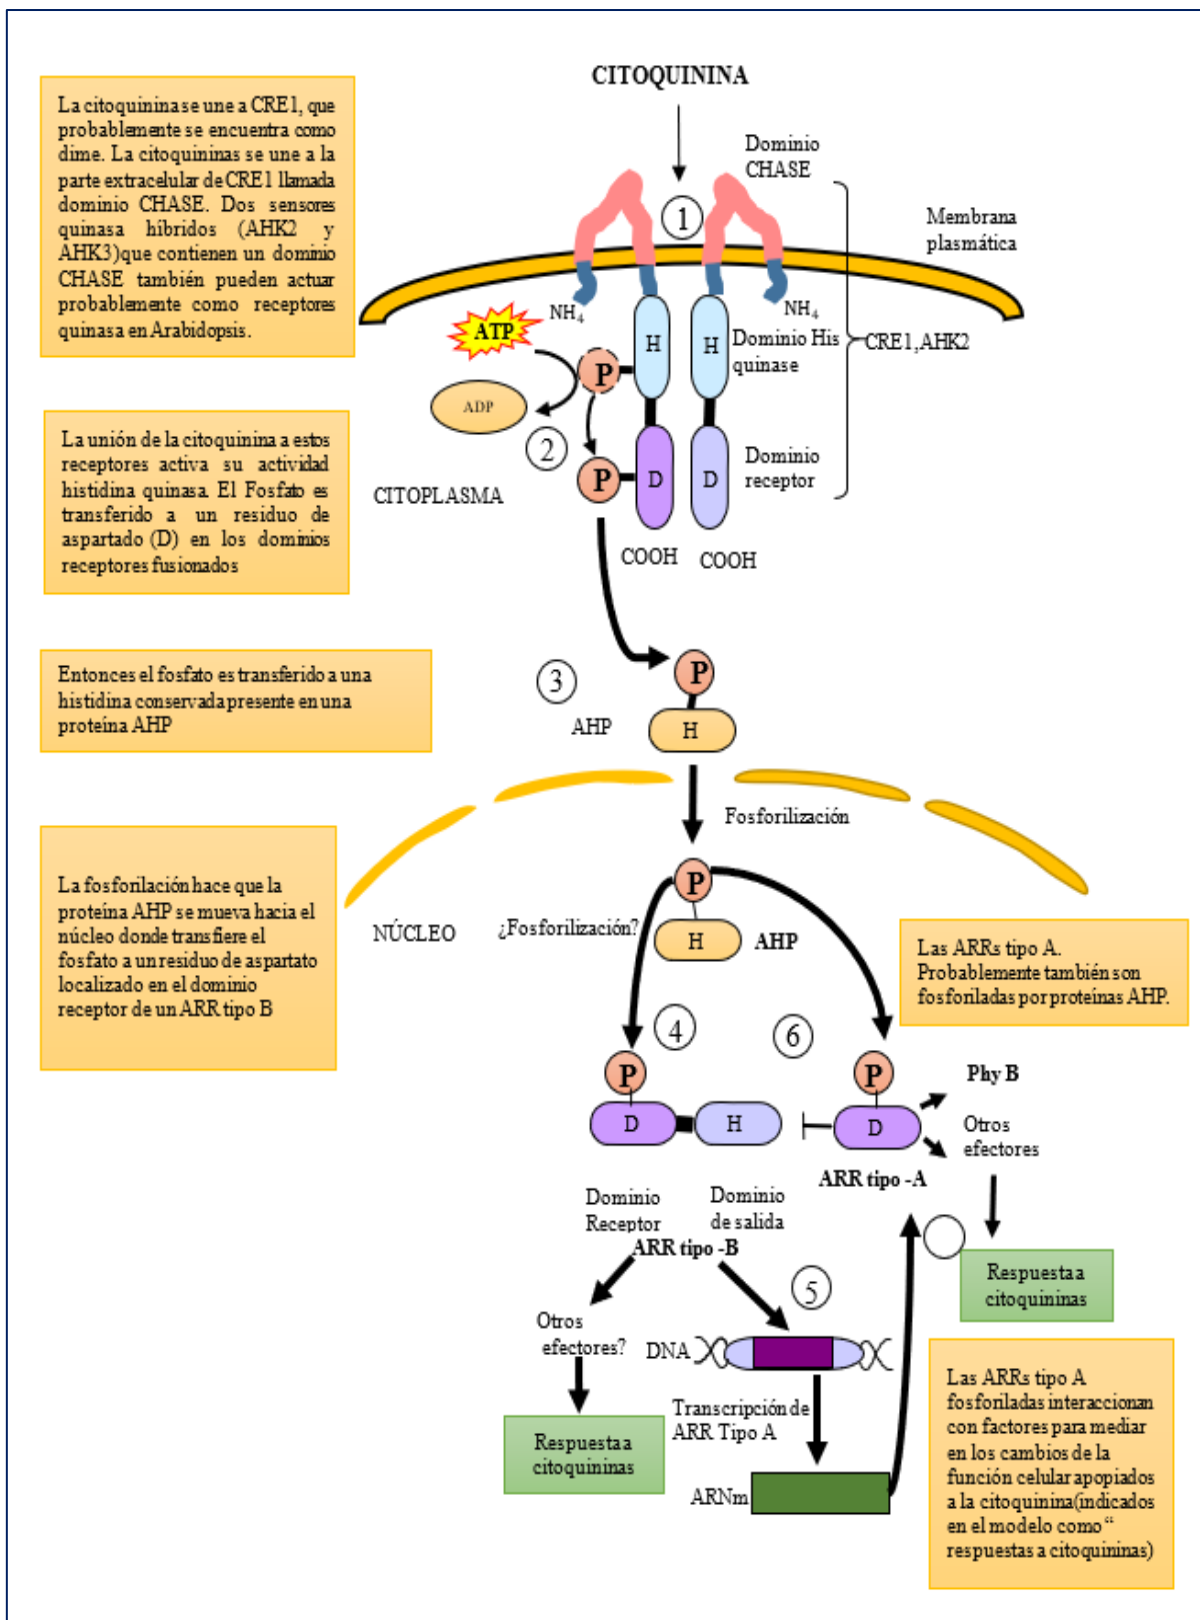 CITOQUININA
La citoquinina se une a CRE1, que
probablemente se encuentra como
dime. La citoquininas se une a la
parte extracelular de CRE1 llamada
dominio CHASE. Dos sensores
quinasa híbridos (AHK2 y
AHK3)que contienen un dominio
CHASE también pueden actuar
probablemente como receptores
quinasa en Arabidopsis.
Dominio
CHASE
1
Membrana
plasmática
NH4
NH4
ATP
H
H
Dominio His
quinase
CRE1,AHK2
P
ADP
2
La unión de la citoquinina a estos
receptores activa su actividad
histidina quinasa. El Fosfato es
transferido a un residuo de
aspartado (D) en los dominios
receptores fusionados
P
D
D
Dominio
receptor
CITOPLASMA
COOH
COOH
Entonces el fosfato es transferido a una
histidina conservada presente en una
proteína AHP
3
P
AHP
H
Fosforilización
La fosforilación hace que la
proteína AHP se mueva hacia el
núcleo donde transfiere el
fosfato a un residuo de aspartato
localizado en el dominio
receptor de un ARR tipo B
NÚCLEO
¿Fosforilización?
P
H
AHP
Las ARRs tipo A.
Probablemente también son
fosforiladas por proteínas AHP.
4
6
P
D
H
P
D
Phy B
Otros
efectores
ARR tipo -A
Dominio
Receptor
Dominio
de salida
ARR tipo -B
5
Respuesta a
citoquininas
Otros
efectores?
DNA
Transcripción de
ARR Tipo A
Respuesta a
citoquininas
ARNm
Las ARRs tipo A
fosforiladas interaccionan
con factores para mediar
en los cambios de la
función celular apopiados
a la citoquinina(indicados
en el modelo como “
respuestas a citoquininas)